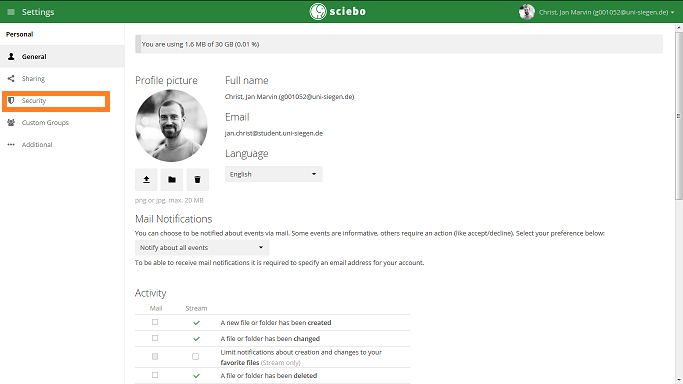 Settings
sciebo
Christ, Jan Marvin (g001052@uni-siegen.de)
Personal
General
Sharing
Security
Custom Groups
Additional
You are using 1.6 MB of 30 GB (0.01 %)
Profile picture
png or jpg, max. 20 MB
Full name
Christ, Jan Marvin (g001052@uni-siegen.de)
Email
jan.christ@student.uni-siegen.de
Language
English
Mail Notifications
You can choose to be notified about events via mail. Some events are informative, others require an action (like accept/decline). Select your preference below:
Notify about all events
To be able to receive mail notifications it is required to specify an email address for your account.
Activity
Mail Stream
A new file or folder has been created
A file or folder has been changed
Limit notifications about creation and changes to your
favorite files (Stream only)
A file or folder has been deleted